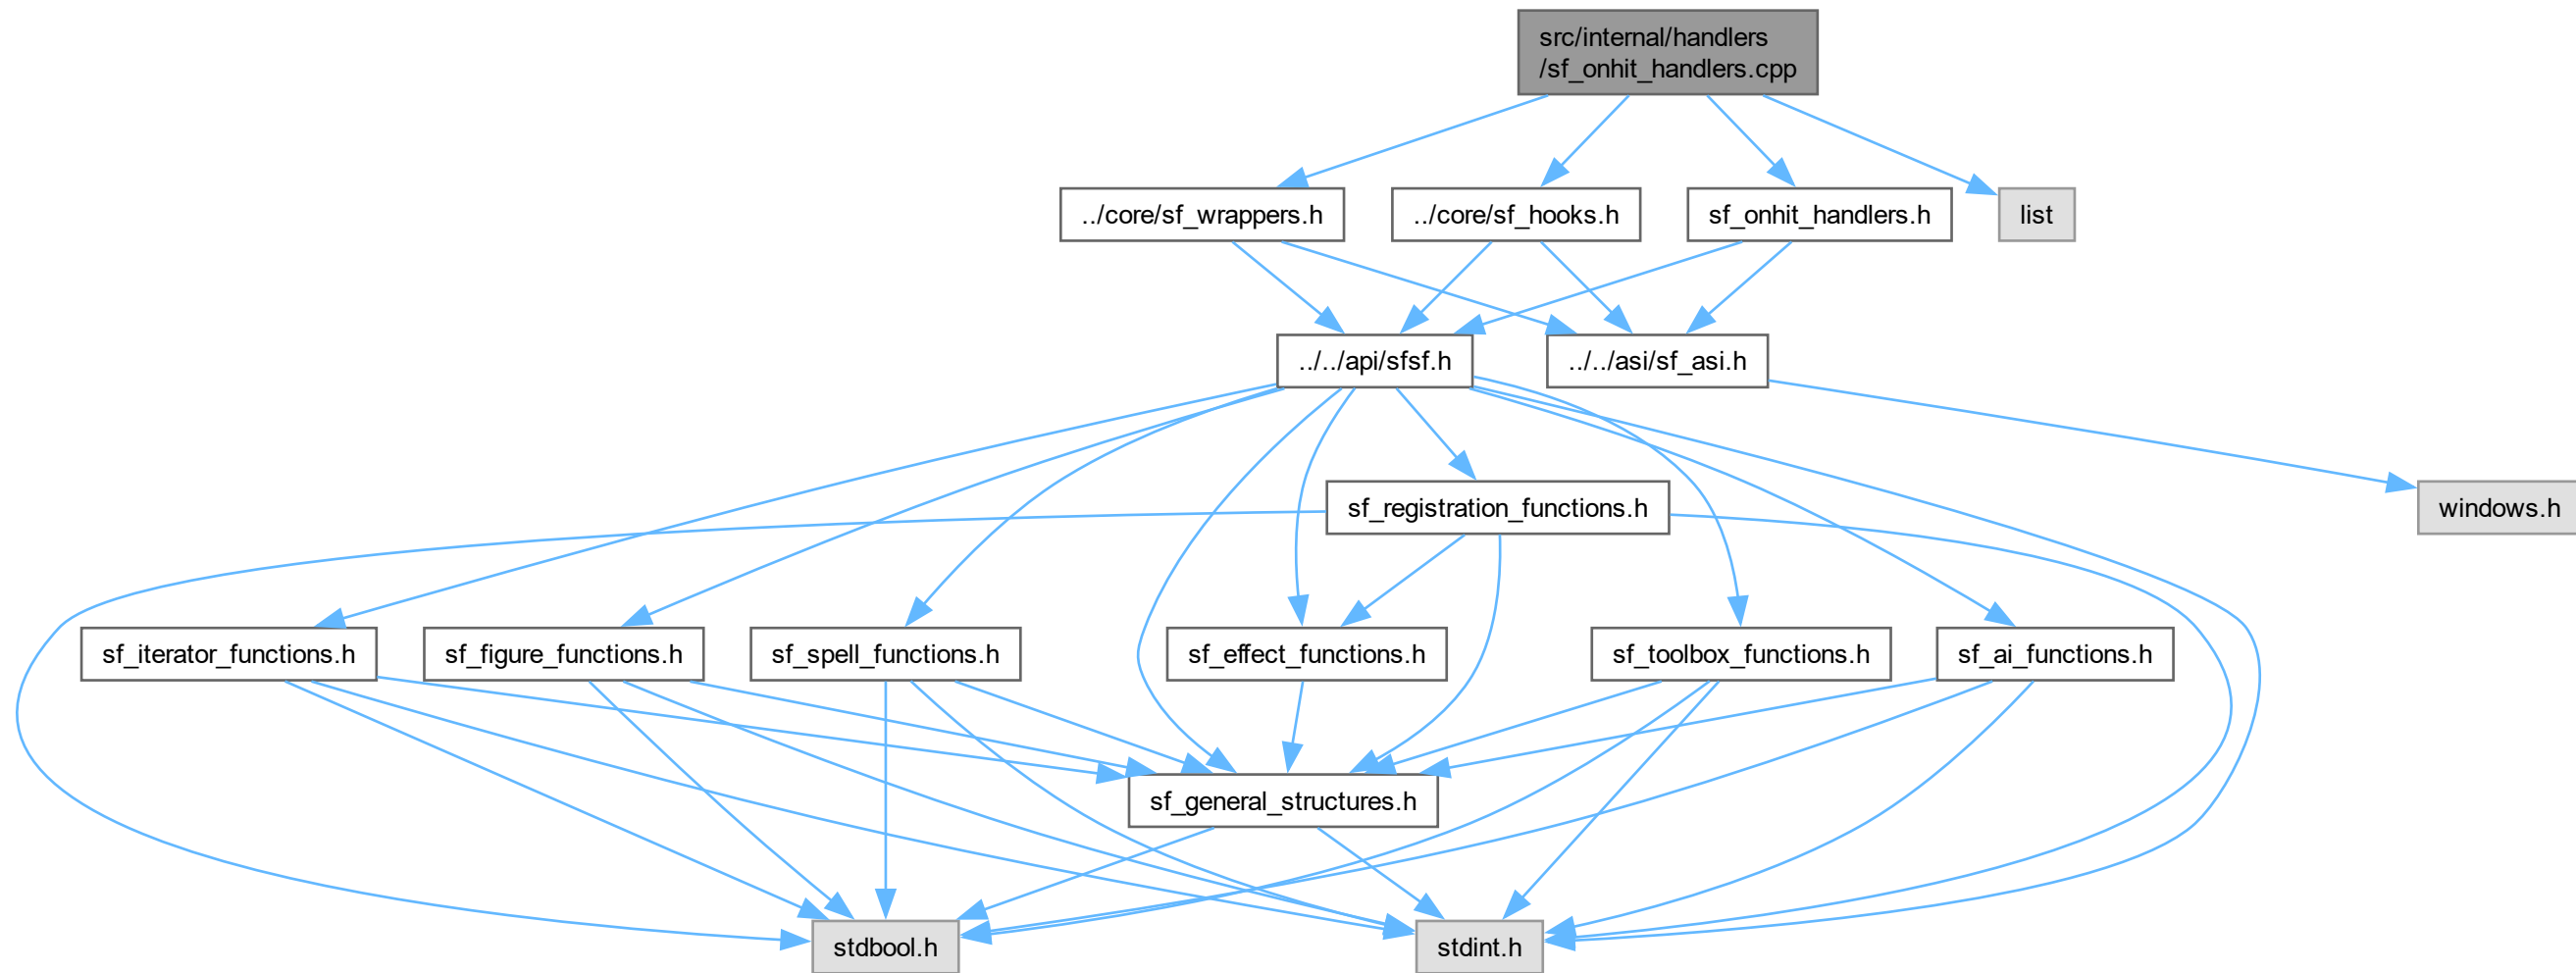 src/internal/handlers
/sf_onhit_handlers.cpp
../core/sf_wrappers.h
../core/sf_hooks.h
sf_onhit_handlers.h
list
../../api/sfsf.h
../../asi/sf_asi.h
sf_registration_functions.h
windows.h
sf_iterator_functions.h
sf_figure_functions.h
sf_spell_functions.h
sf_effect_functions.h
sf_toolbox_functions.h
sf_ai_functions.h
sf_general_structures.h
stdbool.h
stdint.h